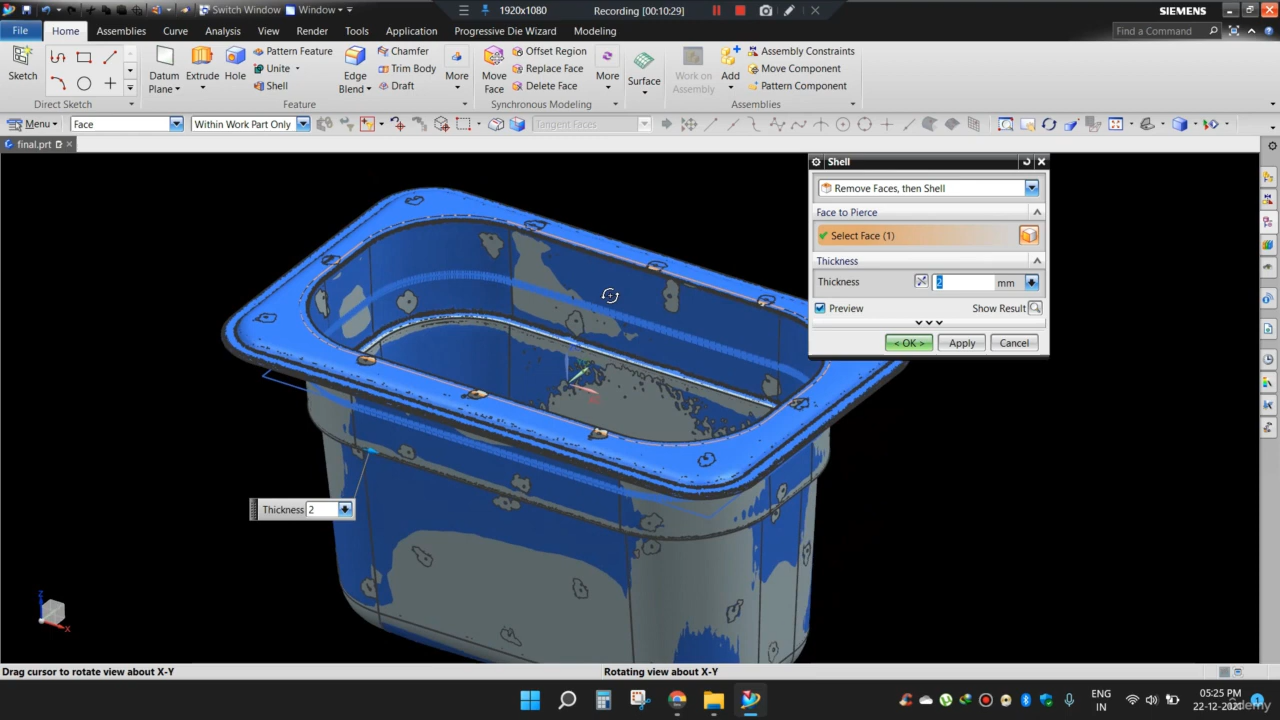 Switch Window Window 1920x1080 Recording [00:10:29] SIEMENS
File Home Assemblies Curve Analysis View Render Tools Application Progressive Die Wizard Modeling Find a Command
Pattern Feature Chamfer Offset Region Assembly Constraints
Unite Trim Body Replace Face Move Component
Shell Draft Delete Face Pattern Component
Sketch Datum Plane Extrude Hole Edge Blend More Move Face More Surface Work on Assembly Add
Direct Sketch Feature Synchronous Modeling Assemblies
Menu Face Within Work Part Only Tangent Faces
final.prt
Shell
Remove Faces, then Shell
Face to Pierce
Select Face (1)
Thickness
Thickness 2 mm
Preview Show Result
< OK > Apply Cancel
Thickness 2
Z
X
Drag cursor to rotate view about X-Y Rotating view about X-Y
ENG
IN
05:25 PM
22-12-2021
Udemy